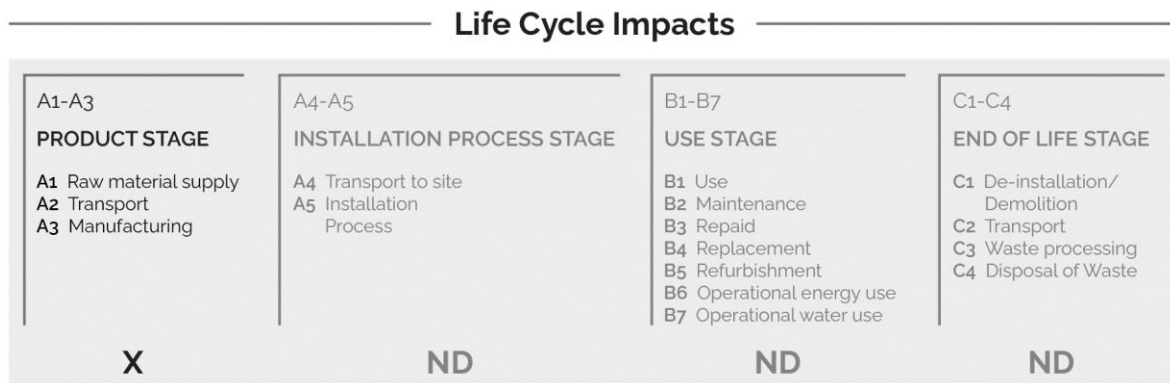 Life Cycle Impacts
A1-A3
PRODUCT STAGE
A1 Raw material supply
A2 Transport
A3 Manufacturing
X
A4-A5
INSTALLATION PROCESS STAGE
A4 Transport to site
A5 Installation
Process
ND
B1-B7
USE STAGE
B1 Use
B2 Maintenance
B3 Repaid
B4 Replacement
B5 Refurbishment
B6 Operational energy use
B7 Operational water use
ND
C1-C4
END OF LIFE STAGE
C1 De-installation/
Demolition
C2 Transport
C3 Waste processing
C4 Disposal of Waste
ND